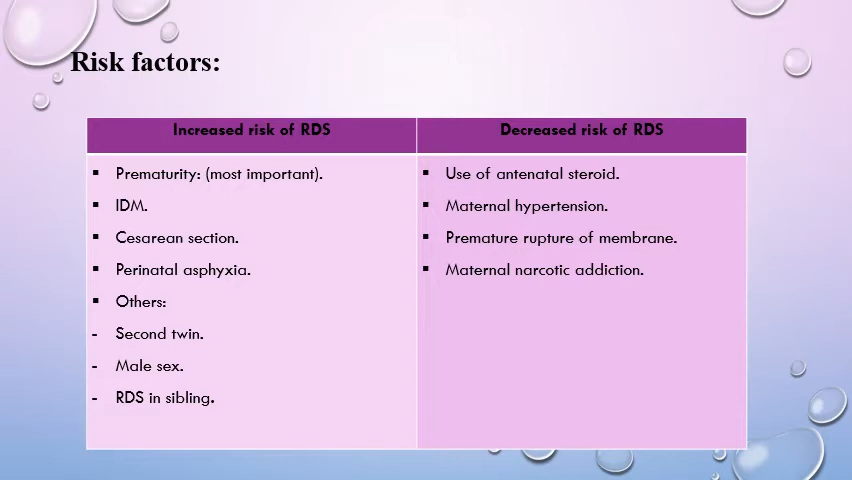 Risk factors:
Increased risk of RDS
Decreased risk of RDS
▪ Prematurity: (most important).
▪ IDM.
▪ Cesarean section.
▪ Perinatal asphyxia.
▪ Others:
- Second twin.
- Male sex.
- RDS in sibling.
▪ Use of antenatal steroid.
▪ Maternal hypertension.
▪ Premature rupture of membrane.
▪ Maternal narcotic addiction.